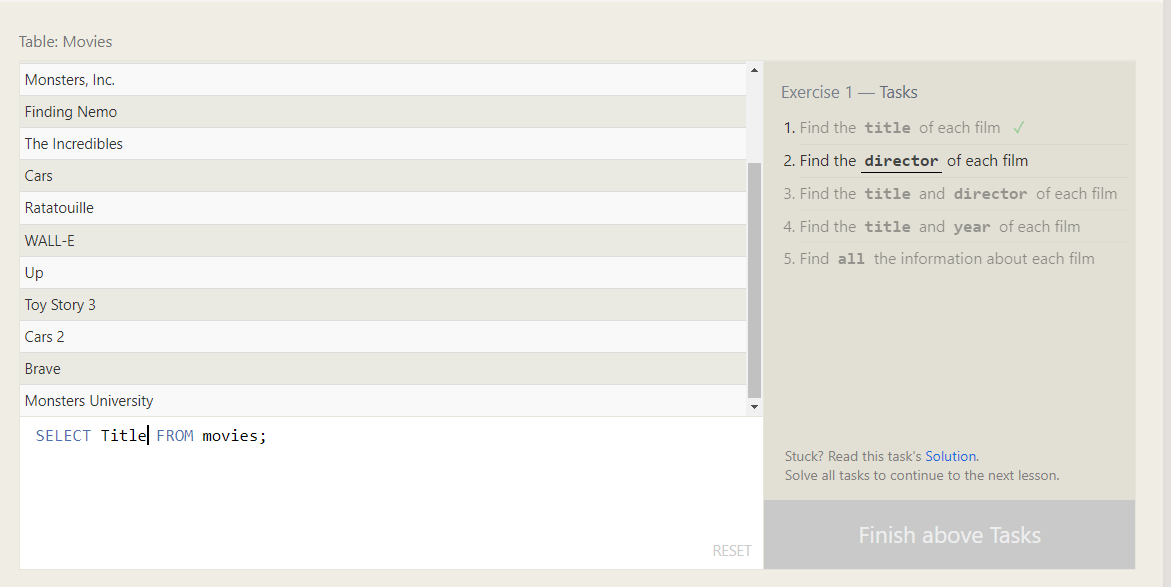 Table: Movies
Monsters, Inc.
Finding Nemo
The Incredibles
Cars
Ratatouille
WALL-E
Up
Toy Story 3
Cars 2
Brave
Monsters University
SELECT Title FROM movies;
RESET
Exercise 1 — Tasks
1. Find the title of each film ✓
2. Find the director of each film
3. Find the title and director of each film
4. Find the title and year of each film
5. Find all the information about each film
Stuck? Read this task's Solution.
Solve all tasks to continue to the next lesson.
Finish above Tasks